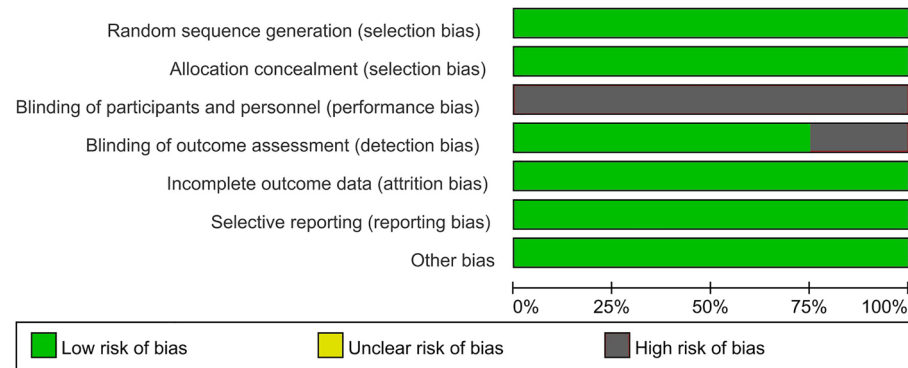 Random sequence generation (selection bias)
Allocation concealment (selection bias)
Blinding of participants and personnel (performance bias)
Blinding of outcome assessment (detection bias)
Incomplete outcome data (attrition bias)
Selective reporting (reporting bias)
Other bias
0% 25% 50% 75% 100%
Low risk of bias Unclear risk of bias High risk of bias